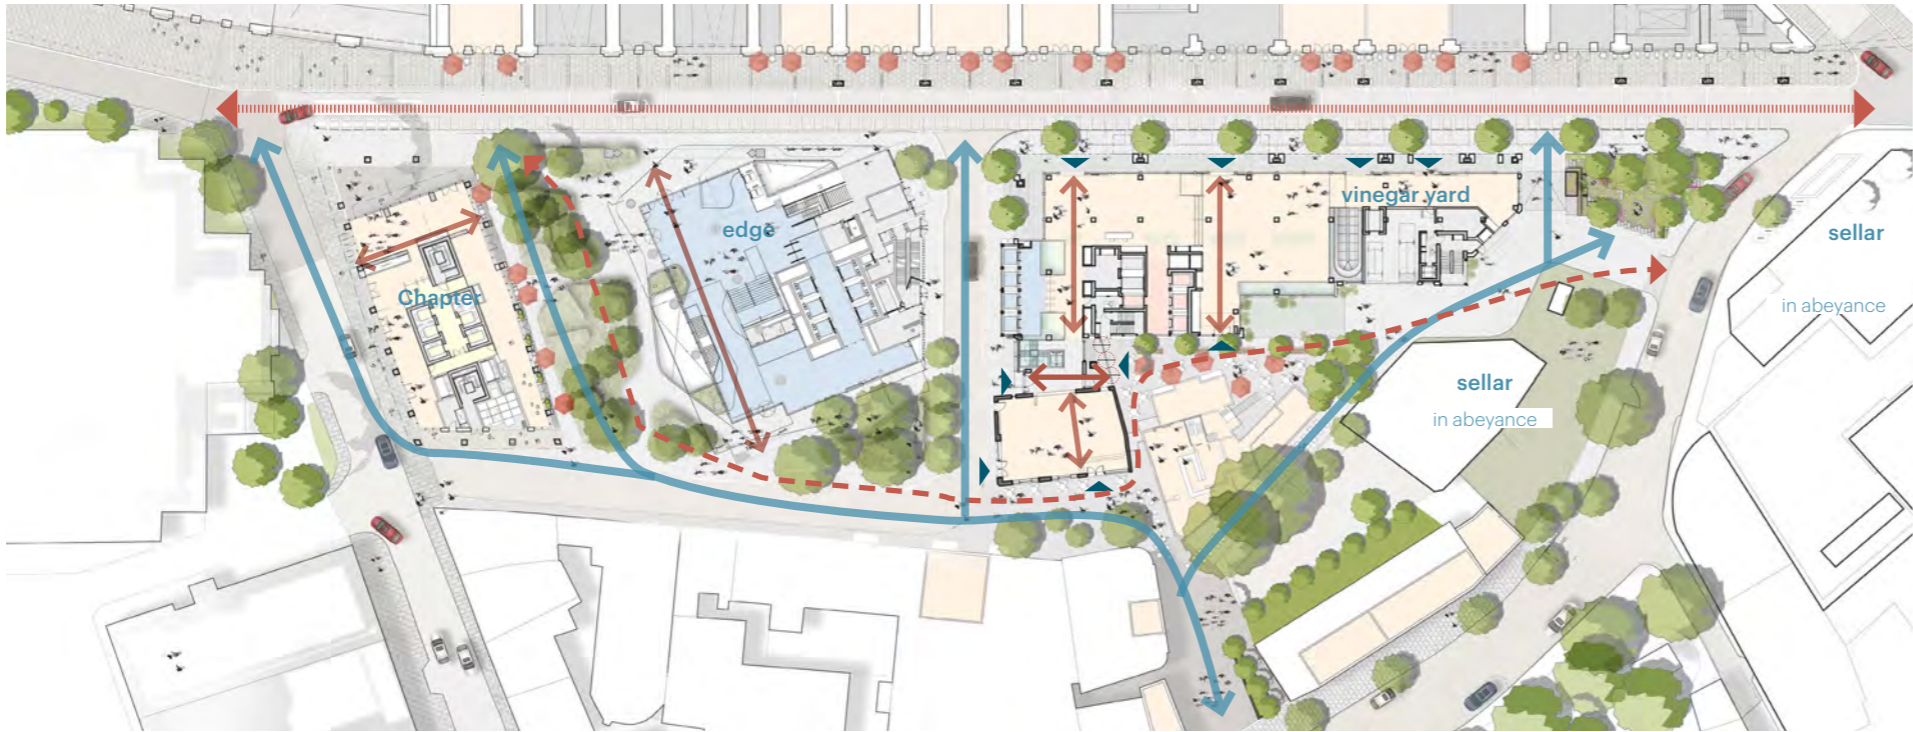 vinegar yard
edge
sellar
Chapter
in abeyance
sellar
in abeyance